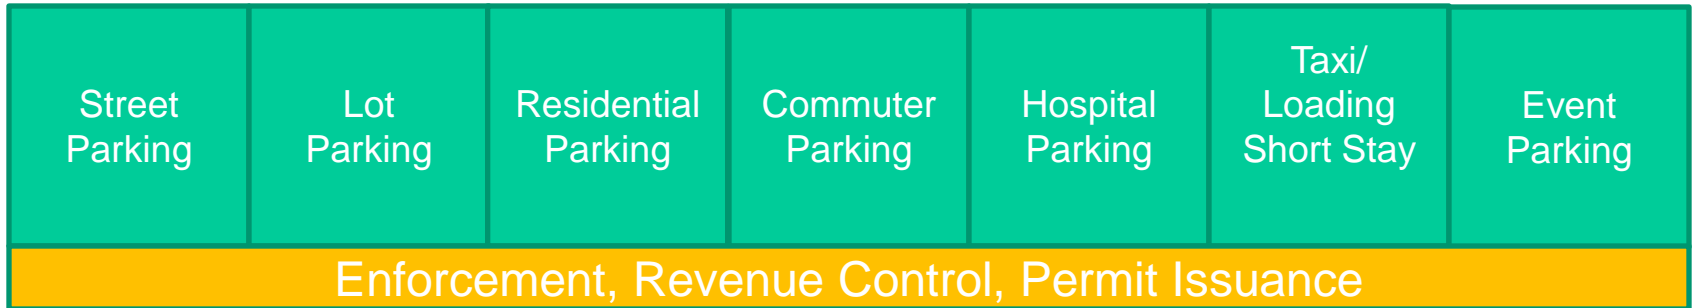 Street
Parking
Lot
Parking
Residential
Parking
Commuter
Parking
Hospital
Parking
Taxi/
Loading
Short Stay
Event
Parking
Enforcement, Revenue Control, Permit Issuance